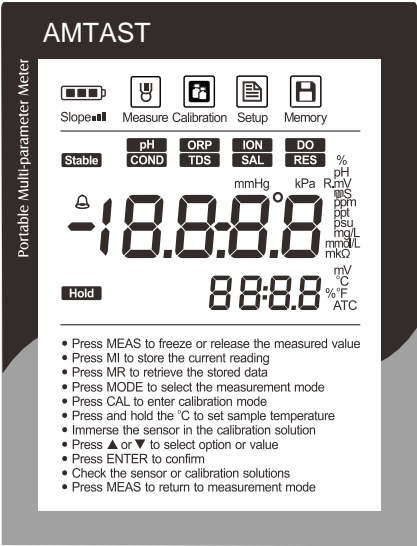 AMTAST
Portable Multi-parameter Meter
Slope Measure Calibration Setup Memory
pH ORP ION DO
Stable COND TDS SAL RES %
pH
mmHg kPa R.mV
mS
ppm
ppt
-18.8:8.8° psu
mg/L
mmol/L
mkΩ
mV
°C
Hold 88:8.8 %°F
ATC
• Press MEAS to freeze or release the measured value
• Press MI to store the current reading
• Press MR to retrieve the stored data
• Press MODE to select the measurement mode
• Press CAL to enter calibration mode
• Press and hold the °C to set sample temperature
• Immerse the sensor in the calibration solution
• Press ▲ or ▼ to select option or value
• Press ENTER to confirm
• Check the sensor or calibration solutions
• Press MEAS to return to measurement mode